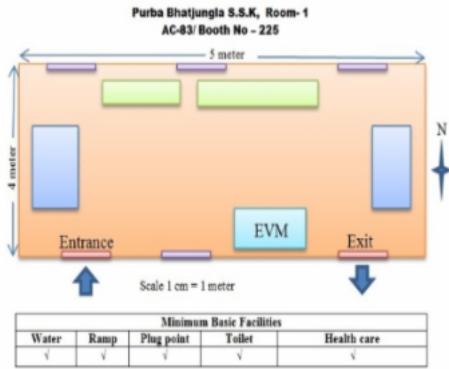 Purba Bhatjungla S.S.K, Room- 1
AC-83/ Booth No – 225
5 meter
4 meter
N
EVM
Entrance
Exit
Scale 1 cm = 1 meter
Minimum Basic Facilities
Water Ramp Plug point Toilet Health care
√ √ √ √ √